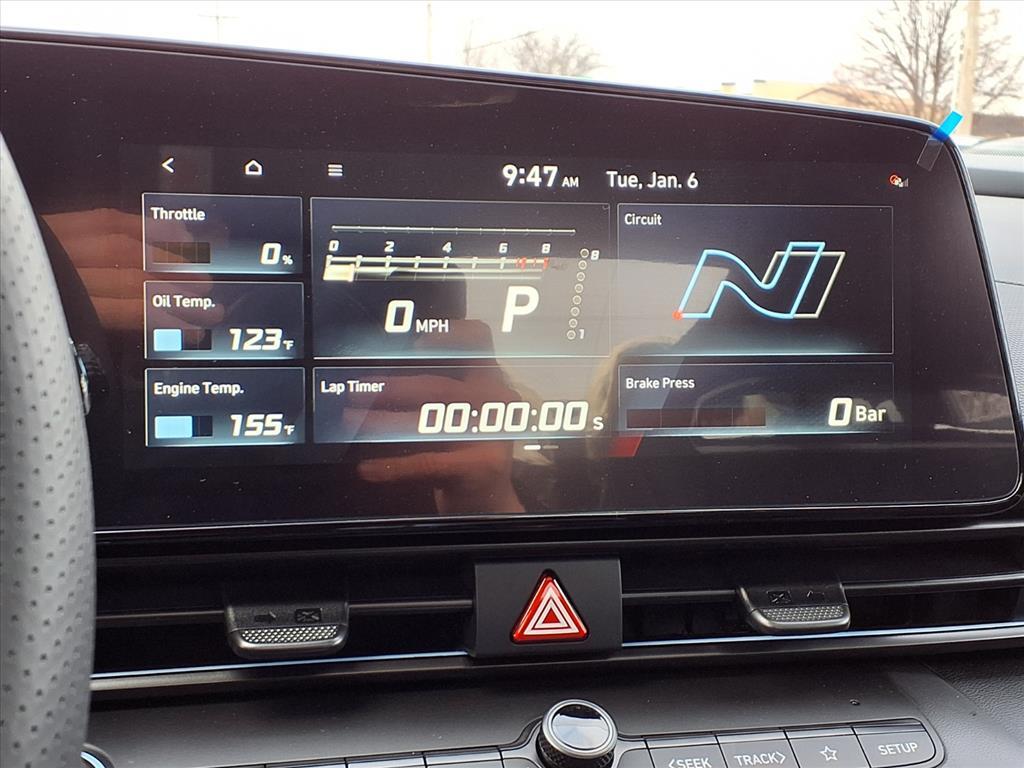 9:47 AM Tue, Jan. 6
Throttle
0%
Oil Temp.
123°F
Engine Temp.
155°F
0 2 4 6 8
8
1
0 MPH
P
Lap Timer
00:00:00 s
Circuit
N
Brake Press
0 Bar
<SEEK
TRACK>
SETUP